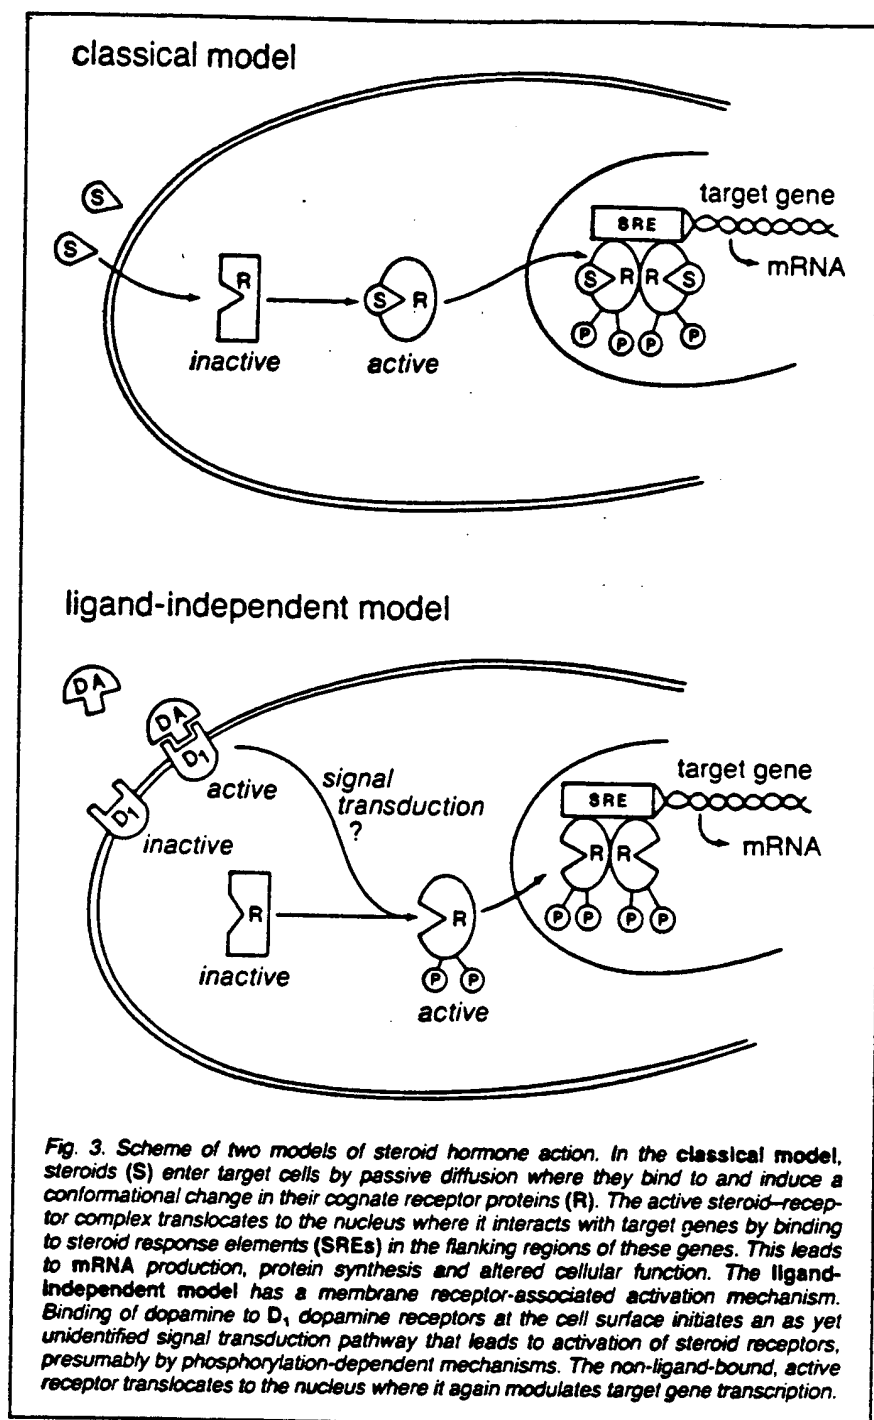 classical model
S
S
R
inactive
S R
active
SRE
target gene
mRNA
S R R S
P P P P
ligand-independent model
DA
DA
D1
active
D1
inactive
signal
transduction
?
R
inactive
R
P P
active
SRE
target gene
mRNA
R R
P P P P
Fig. 3. Scheme of two models of steroid hormone action. In the classical model,
steroids (S) enter target cells by passive diffusion where they bind to and induce a
conformational change in their cognate receptor proteins (R). The active steroid–recep-
tor complex translocates to the nucleus where it interacts with target genes by binding
to steroid response elements (SREs) in the flanking regions of these genes. This leads
to mRNA production, protein synthesis and altered cellular function. The ligand-
independent model has a membrane receptor-associated activation mechanism.
Binding of dopamine to D₁ dopamine receptors at the cell surface initiates an as yet
unidentified signal transduction pathway that leads to activation of steroid receptors,
presumably by phosphorylation-dependent mechanisms. The non-ligand-bound, active
receptor translocates to the nucleus where it again modulates target gene transcription.